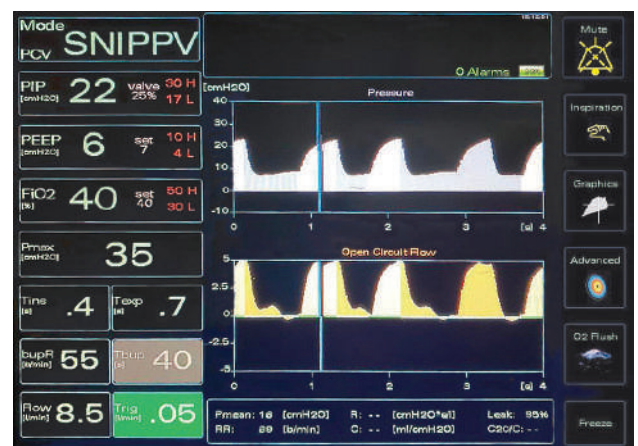 Mode
PCV SNIPPV
0 Alarms
PIP
[cmH2O]
22
valve 25%
30 H
17 L
PEEP
[cmH2O]
6
set 7
10 H
4 L
FiO2
[%]
40
set 40
50 H
30 L
Pmax
[cmH2O]
35
Tins
[s]
.4
Texp
[s]
.7
bupR
[b/min]
55
Tbup
[s]
40
Flow
[l/min]
8.5
Trig
[l/min]
.05
[cmH2O]
Pressure
40
30
20
10
0
-10
0 1 2 3 [s] 4
Open Circuit Flow
5
2.5
0
-2.5
-5
0 1 2 3 [s] 4
Pmean: 16 [cmH2O] R: -- [cmH2O*s/l] Leak: 95%
RR: 89 [b/min] C: -- [ml/cmH2O] C20/C: --
Mute
Inspiration
Graphics
Advanced
O2 Flush
Freeze